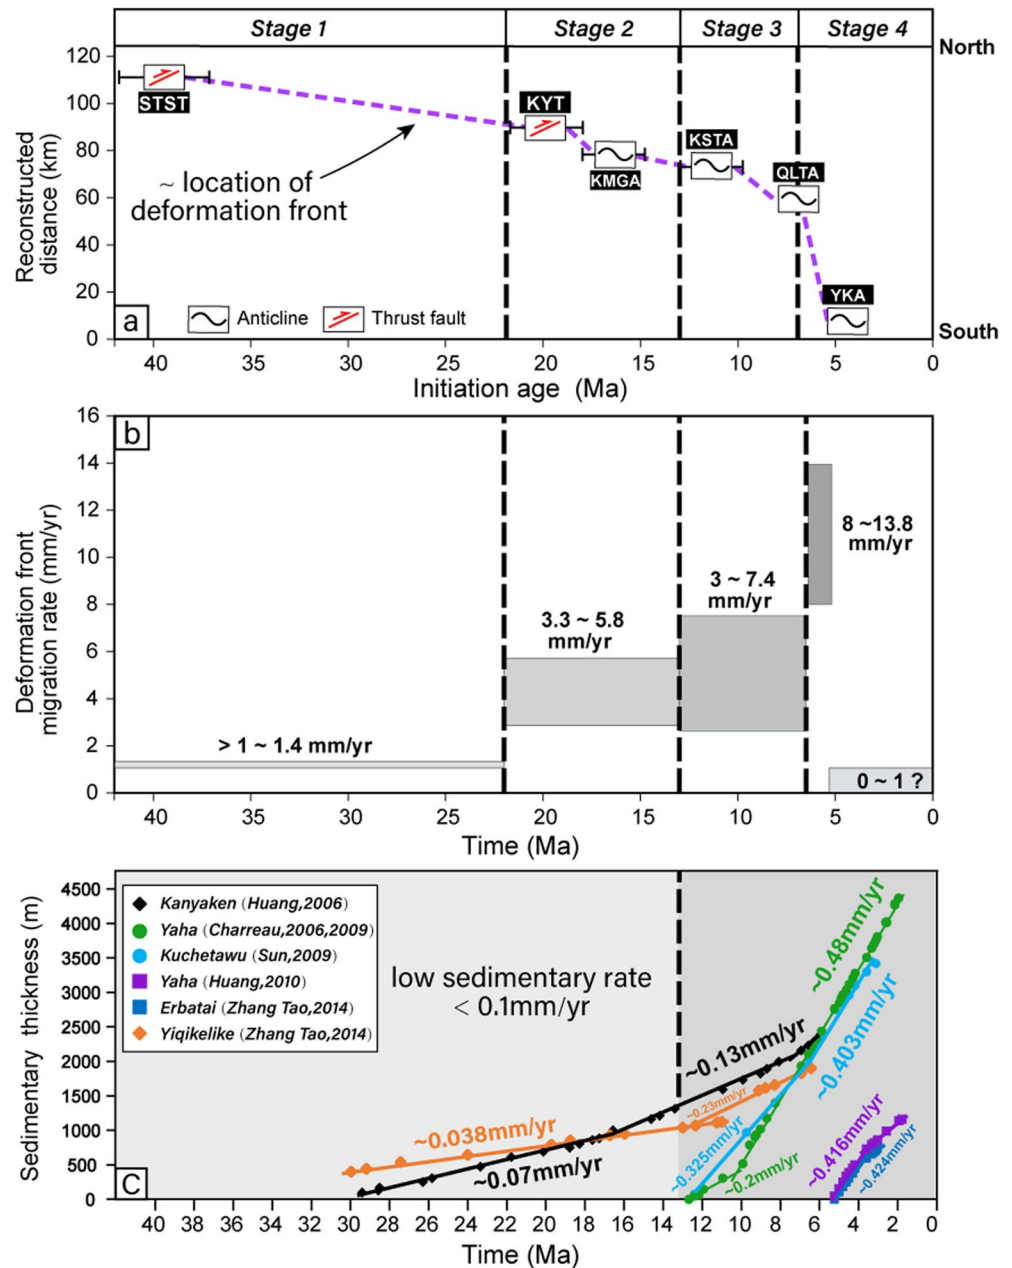 Stage 1
Stage 2
Stage 3
Stage 4
North
South
Reconstructed
distance (km)
120
100
80
60
40
20
0
STST
KYT
KMGA
KSTA
QLTA
YKA
~ location of
deformation front
a
Anticline
Thrust fault
40
35
30
25
20
15
10
5
0
Initiation age (Ma)
b
Deformation front
migration rate (mm/yr)
16
14
12
10
8
6
4
2
0
> 1 ~ 1.4 mm/yr
3.3 ~ 5.8
mm/yr
3 ~ 7.4
mm/yr
8 ~13.8
mm/yr
0 ~ 1 ?
40
35
30
25
20
15
10
5
0
Time (Ma)
Sedimentary thickness (m)
4500
4000
3500
3000
2500
2000
1500
1000
500
0
Kanyaken (Huang,2006)
Yaha (Charreau,2006,2009)
Kuchetawu (Sun,2009)
Yaha (Huang,2010)
Erbatai (Zhang Tao,2014)
Yiqikelike (Zhang Tao,2014)
low sedimentary rate
< 0.1mm/yr
~0.038mm/yr
~0.07mm/yr
~0.13mm/yr
~0.23mm/yr
~0.325mm/yr
~0.2mm/yr
~0.48mm/yr
~0.403mm/yr
~0.416mm/yr
~0.424mm/yr
C
40
38
36
34
32
30
28
26
24
22
20
18
16
14
12
10
8
6
4
2
0
Time (Ma)